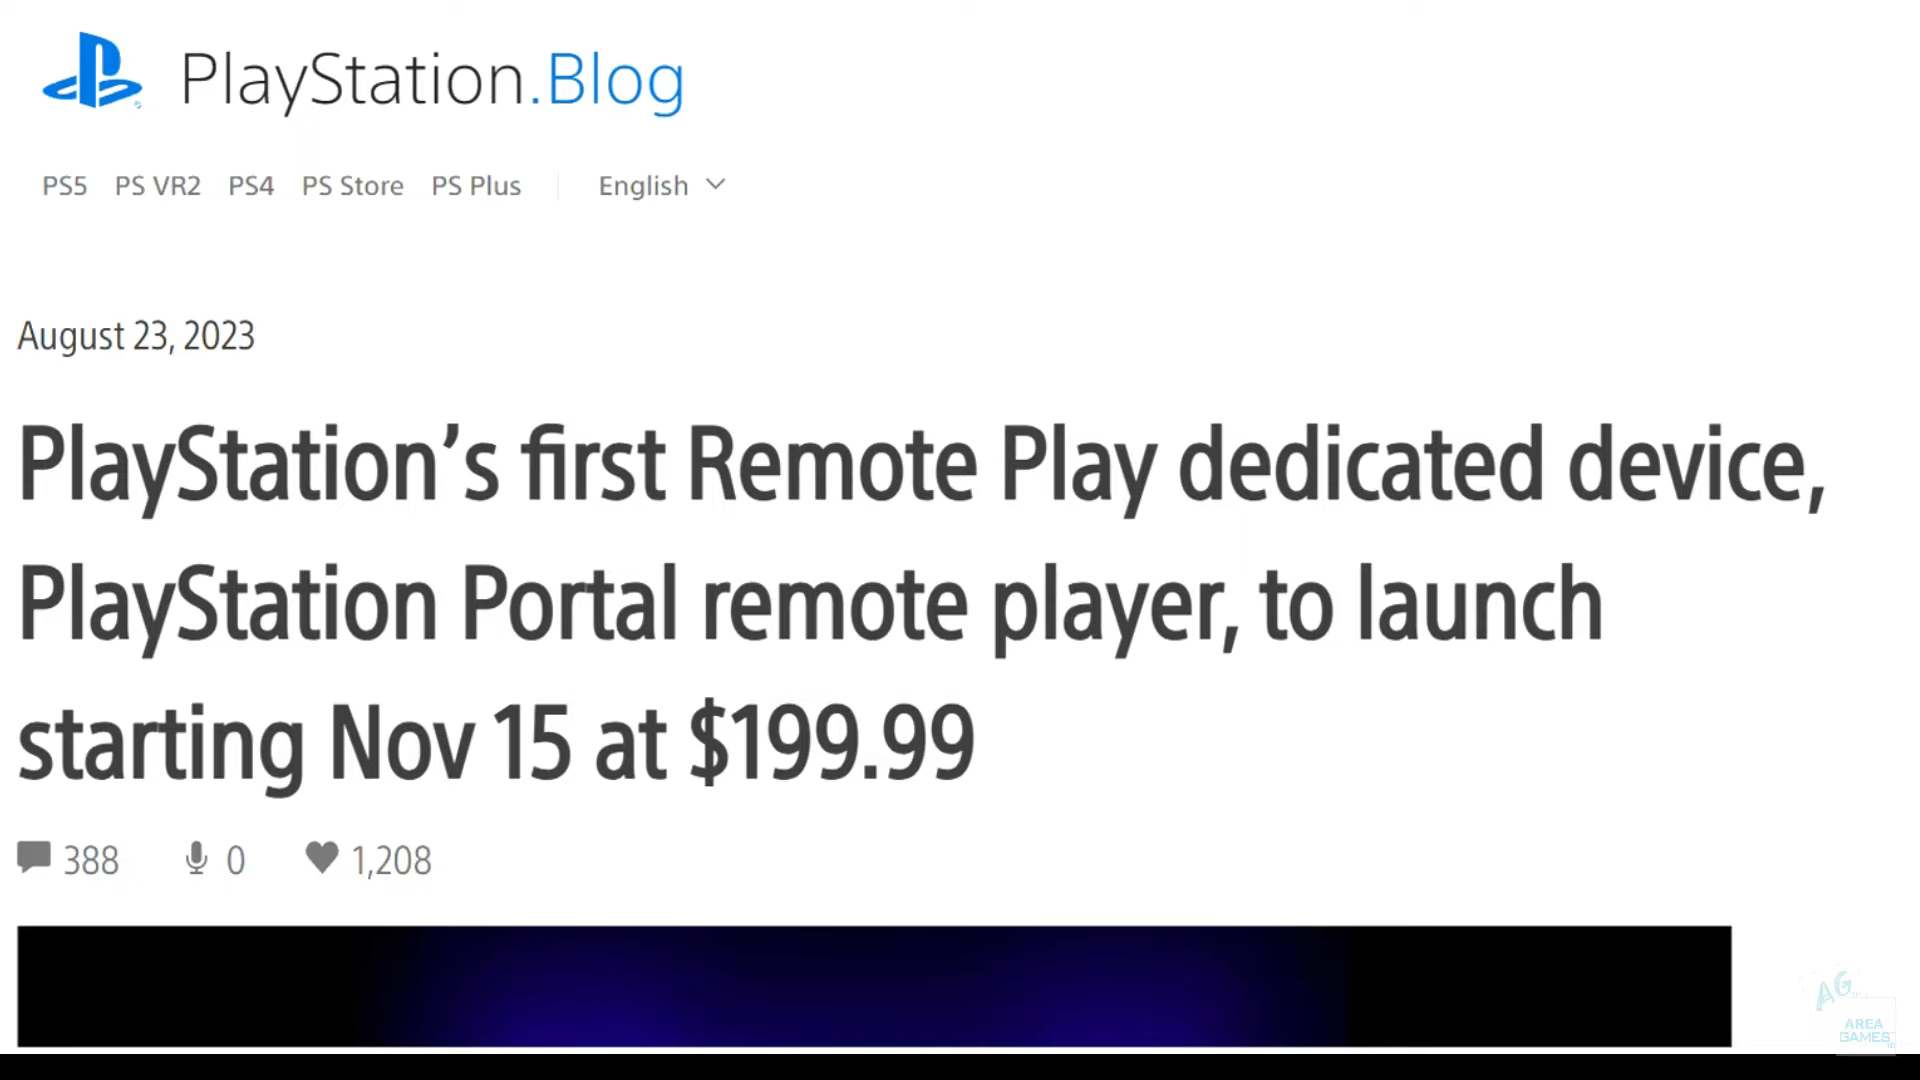 PlayStation.Blog
PS5 PS VR2 PS4 PS Store PS Plus English
August 23, 2023
PlayStation’s first Remote Play dedicated device,
PlayStation Portal remote player, to launch
starting Nov 15 at $199.99
388 0 1,208
AG
AREA
GAMES